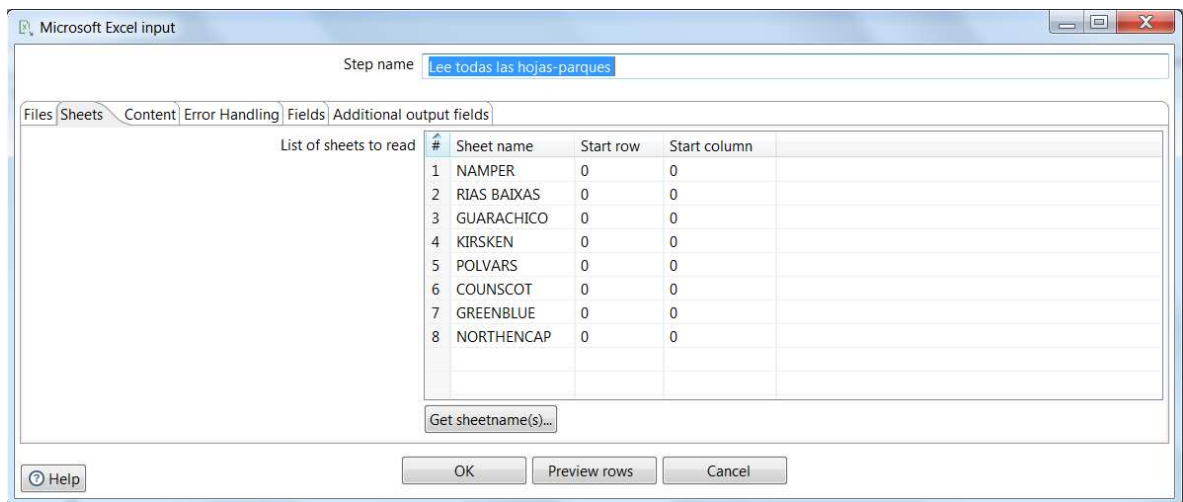 Microsoft Excel input
Step name Lee todas las hojas-parques
Files Sheets Content Error Handling Fields Additional output fields
List of sheets to read # Sheet name Start row Start column
1 NAMPER 0 0
2 RIAS BAIXAS 0 0
3 GUARACHICO 0 0
4 KIRSKEN 0 0
5 POLVARS 0 0
6 COUNSCOT 0 0
7 GREENBLUE 0 0
8 NORTHENCAP 0 0
Get sheetname(s)...
Help OK Preview rows Cancel